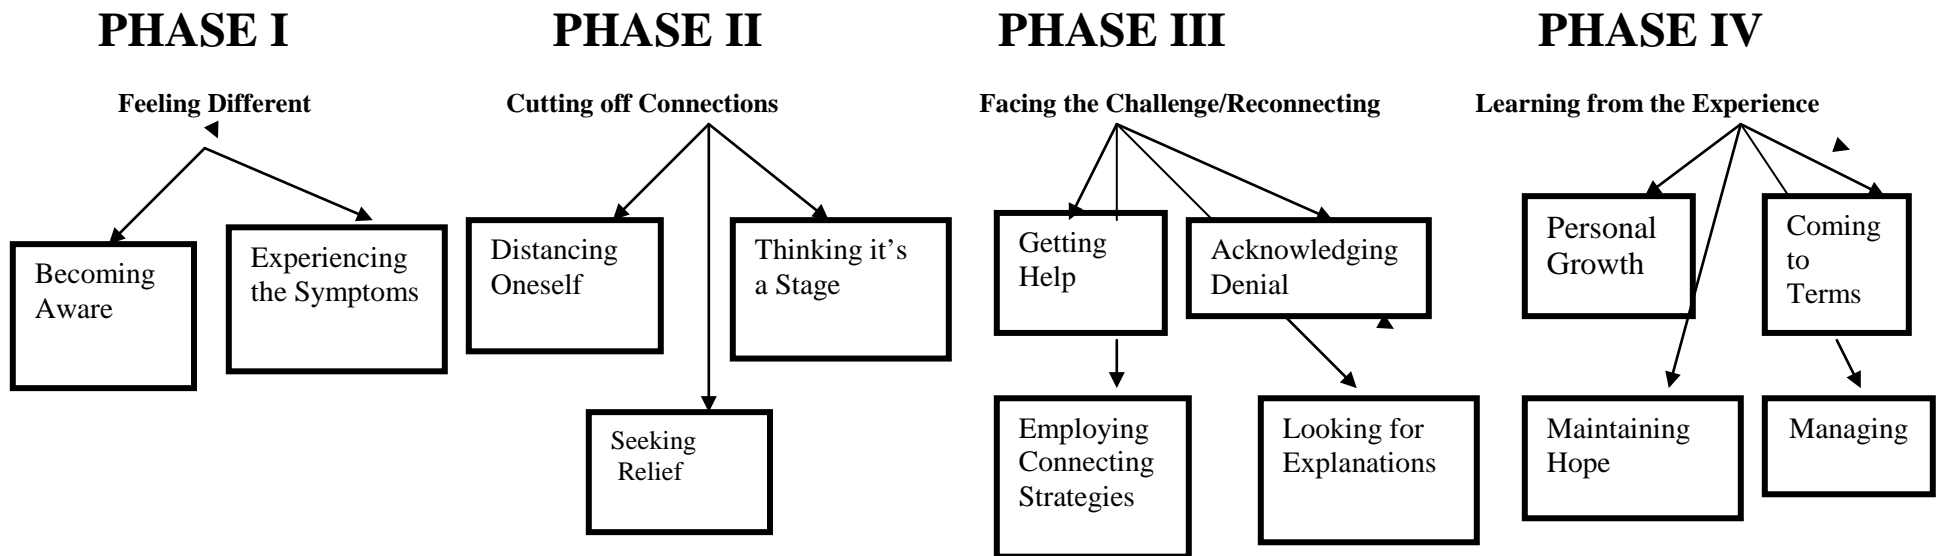 PHASE I
PHASE II
PHASE III
PHASE IV
Feeling Different
Cutting off Connections
Facing the Challenge/Reconnecting
Learning from the Experience
Becoming
Aware
Experiencing
the Symptoms
Distancing
Oneself
Thinking it’s
a Stage
Seeking
Relief
Getting
Help
Acknowledging
Denial
Employing
Connecting
Strategies
Looking for
Explanations
Personal
Growth
Coming
to
Terms
Maintaining
Hope
Managing